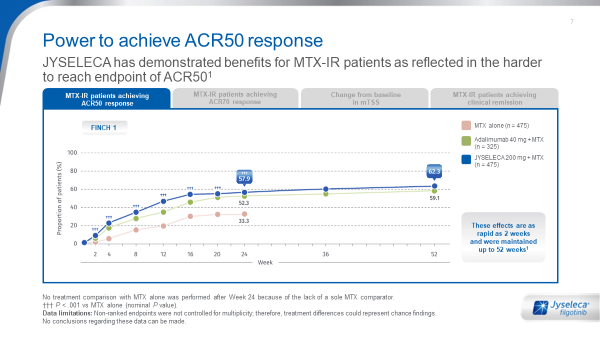 7
Power to achieve ACR50 response
JYSELECA has demonstrated benefits for MTX-IR patients as reflected in the harder
to reach endpoint of ACR50¹
MTX-IR patients achieving
ACR50 response
MTX-IR patients achieving
ACR70 response
Change from baseline
in mTSS
MTX-IR patients achieving
clinical remission
FINCH 1
MTX alone (n = 475)
Adalimumab 40 mg + MTX
(n = 325)
JYSELECA 200 mg + MTX
(n = 475)
Proportion of patients (%)
100
80
60
40
20
0
†††
†††
†††
†††
†††
†††
†††
57.9
52.3
33.3
62.3
59.1
2 4 8 12 16 20 24 36 52
Week
These effects are as
rapid as 2 weeks
and were maintained
up to 52 weeks¹
No treatment comparison with MTX alone was performed after Week 24 because of the lack of a sole MTX comparator.
††† P < .001 vs MTX alone (nominal P value).
Data limitations: Non-ranked endpoints were not controlled for multiplicity; therefore, treatment differences could represent chance findings.
No conclusions regarding these data can be made.
Jyseleca®
filgotinib